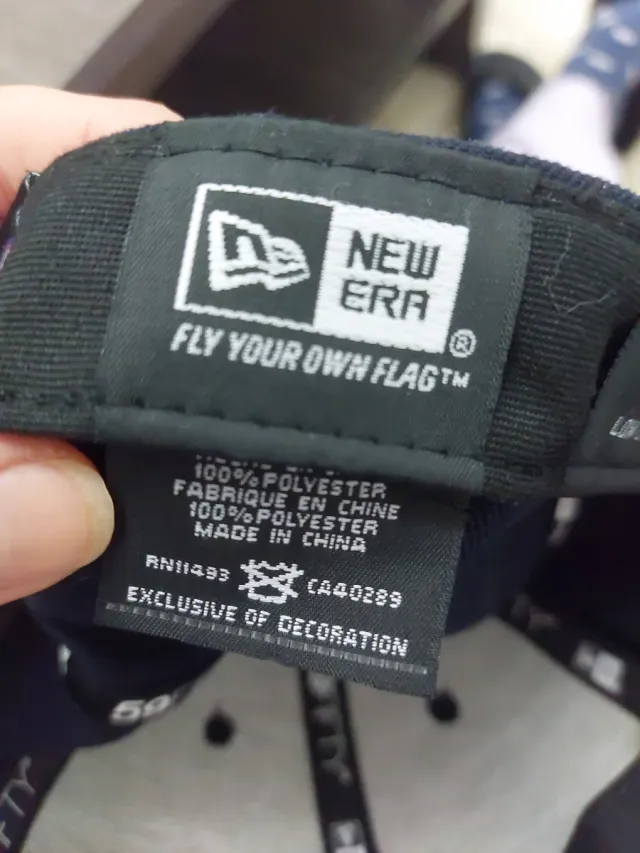 NEW
ERA
®
FLY YOUR OWN FLAG™
100%POLYESTER
FABRIQUE EN CHINE
100%POLYESTER
MADE IN CHINA
RN11493 CA40289
EXCLUSIVE OF DECORATION